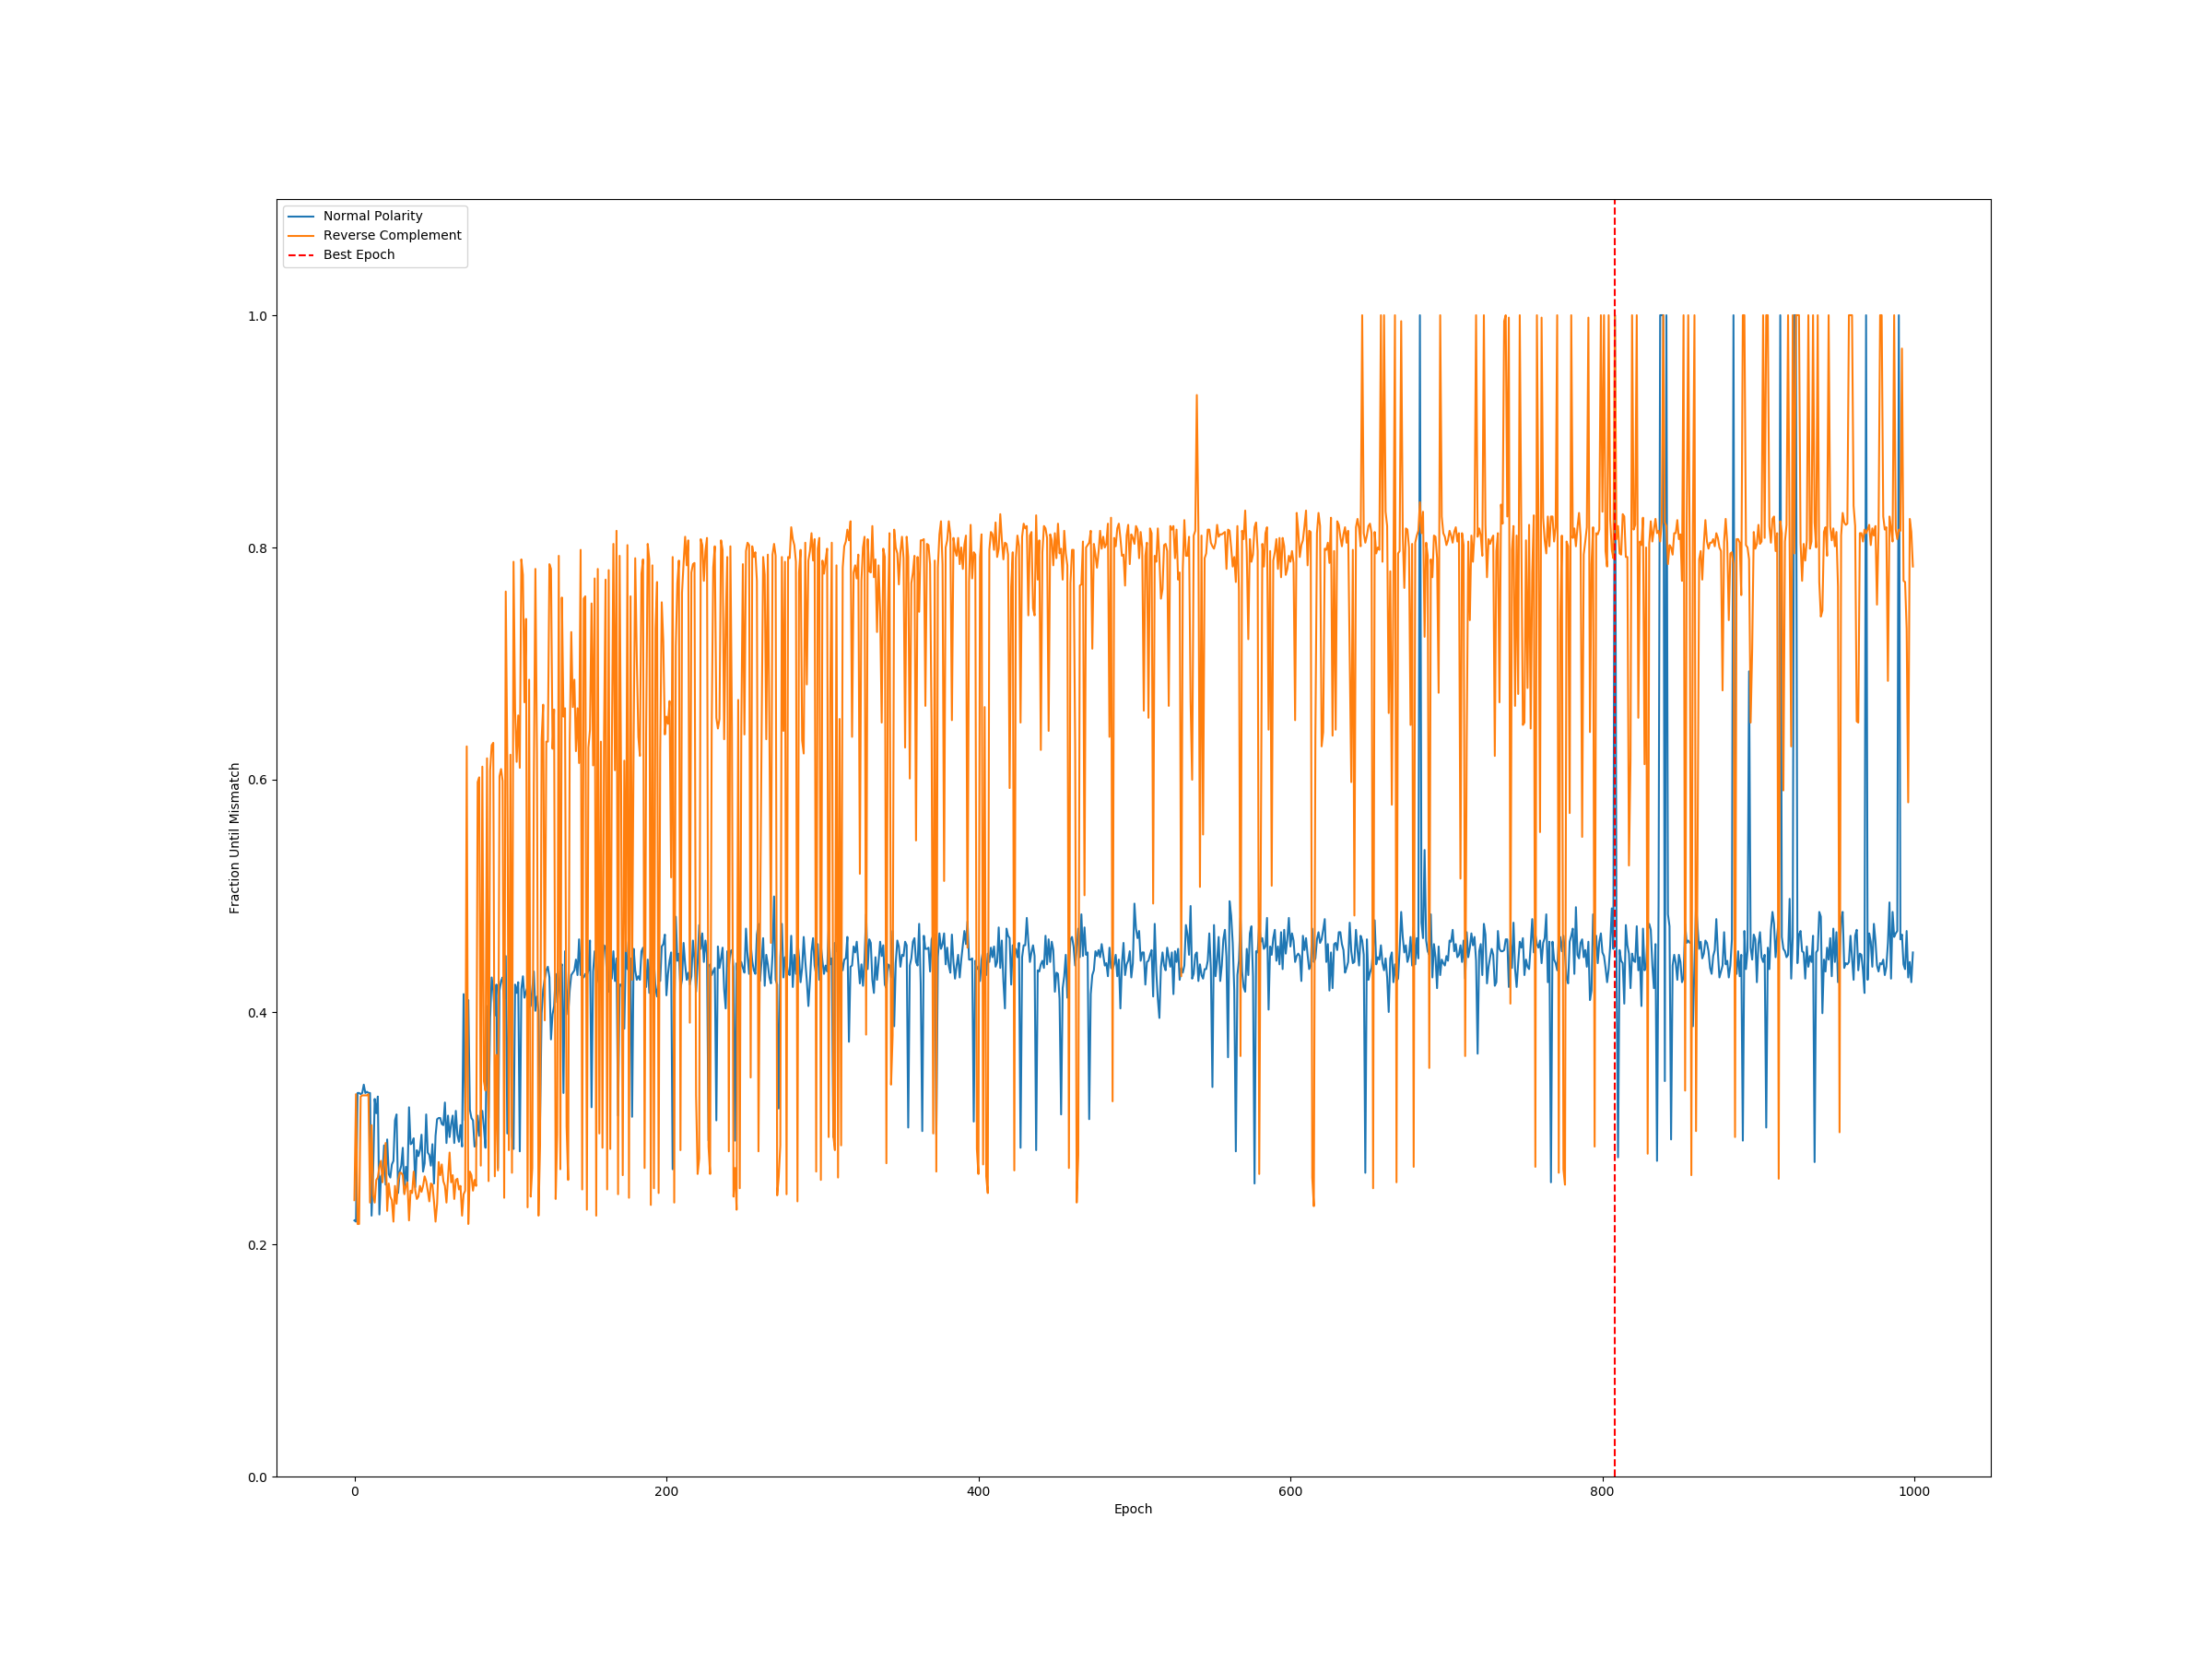 Normal Polarity
Reverse Complement
Best Epoch
1.0
0.8
0.6
0.4
0.2
0.0
Fraction Until Mismatch
0 200 400 600 800 1000
Epoch